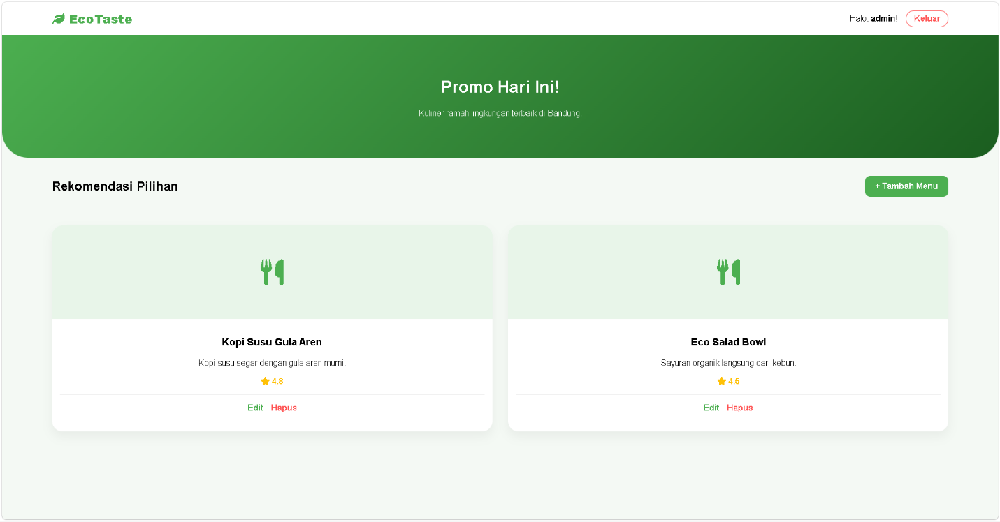 EcoTaste
Halo, admin!
Keluar
Promo Hari Ini!
Kuliner ramah lingkungan terbaik di Bandung.
Rekomendasi Pilihan
+ Tambah Menu
Kopi Susu Gula Aren
Kopi susu segar dengan gula aren murni.
4.8
Edit Hapus
Eco Salad Bowl
Sayuran organik langsung dari kebun.
4.5
Edit Hapus